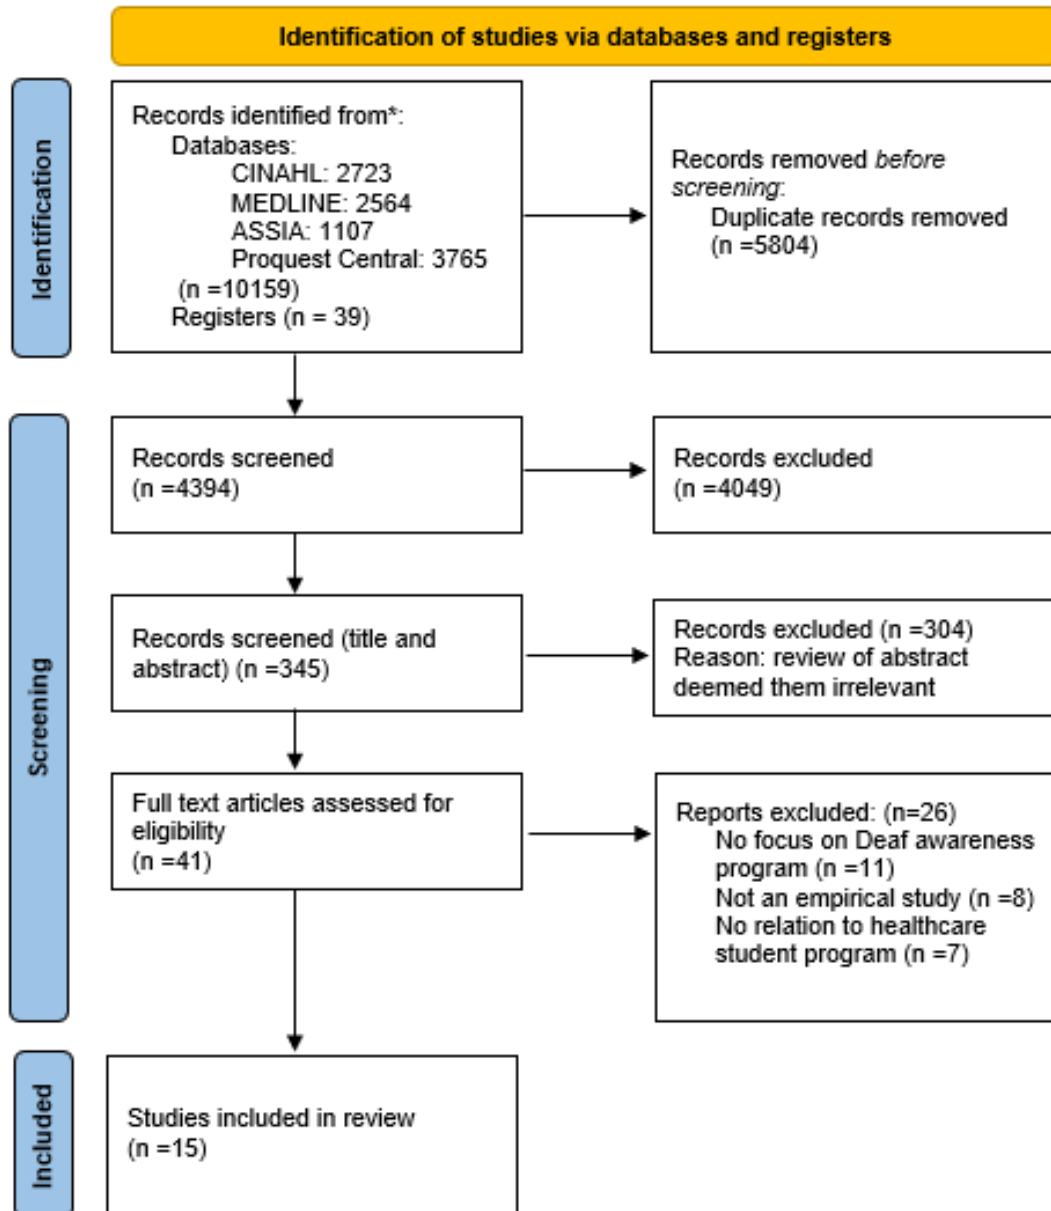 Identification of studies via databases and registers
Identification
Records identified from*:
Databases:
CINAHL: 2723
MEDLINE: 2564
ASSIA: 1107
Proquest Central: 3765
(n =10159)
Registers (n = 39)
Records removed before
screening:
Duplicate records removed
(n =5804)
Screening
Records screened
(n =4394)
Records excluded
(n =4049)
Records screened (title and
abstract) (n =345)
Records excluded (n =304)
Reason: review of abstract
deemed them irrelevant
Full text articles assessed for
eligibility
(n =41)
Reports excluded: (n=26)
No focus on Deaf awareness
program (n =11)
Not an empirical study (n =8)
No relation to healthcare
student program (n =7)
Included
Studies included in review
(n =15)